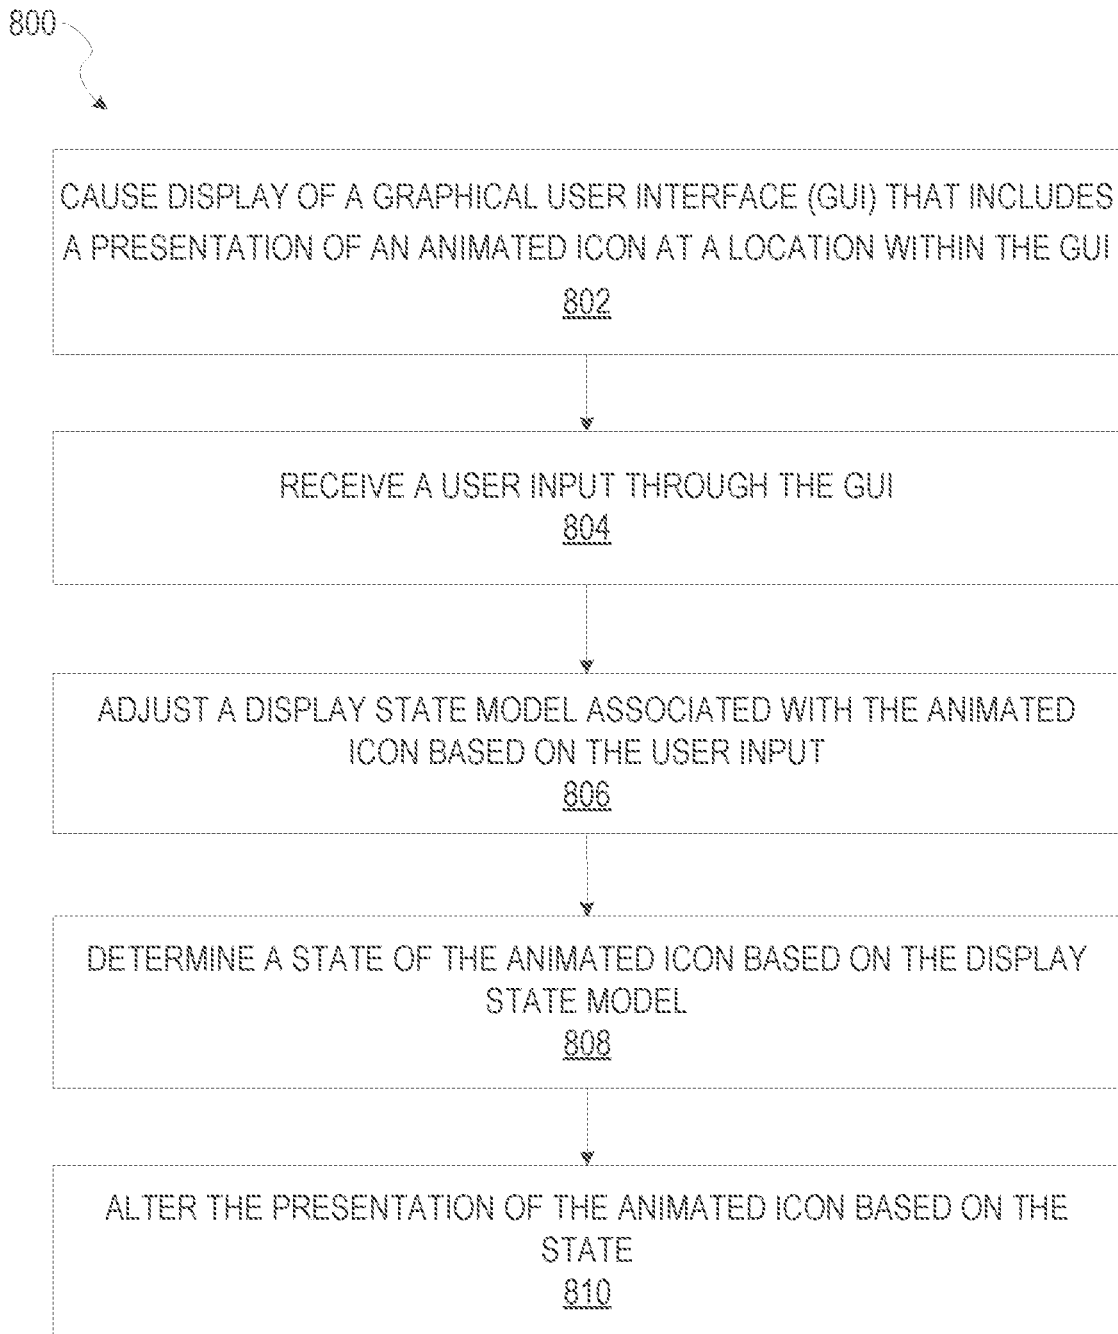 800
CAUSE DISPLAY OF A GRAPHICAL USER INTERFACE (GUI) THAT INCLUDES
A PRESENTATION OF AN ANIMATED ICON AT A LOCATION WITHIN THE GUI
802
RECEIVE A USER INPUT THROUGH THE GUI
804
ADJUST A DISPLAY STATE MODEL ASSOCIATED WITH THE ANIMATED
ICON BASED ON THE USER INPUT
806
DETERMINE A STATE OF THE ANIMATED ICON BASED ON THE DISPLAY
STATE MODEL
808
ALTER THE PRESENTATION OF THE ANIMATED ICON BASED ON THE
STATE
810